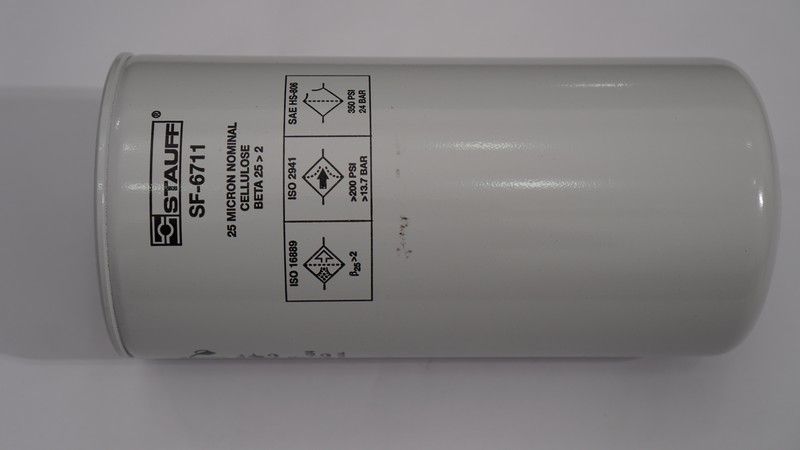 STAUFF®
SF-6711
25 MICRON NOMINAL
CELLULOSE
BETA 25 > 2
ISO 16889
β25>2
ISO 2941
>200 PSI
>13.7 BAR
SAE HS-806
350 PSI
24 BAR